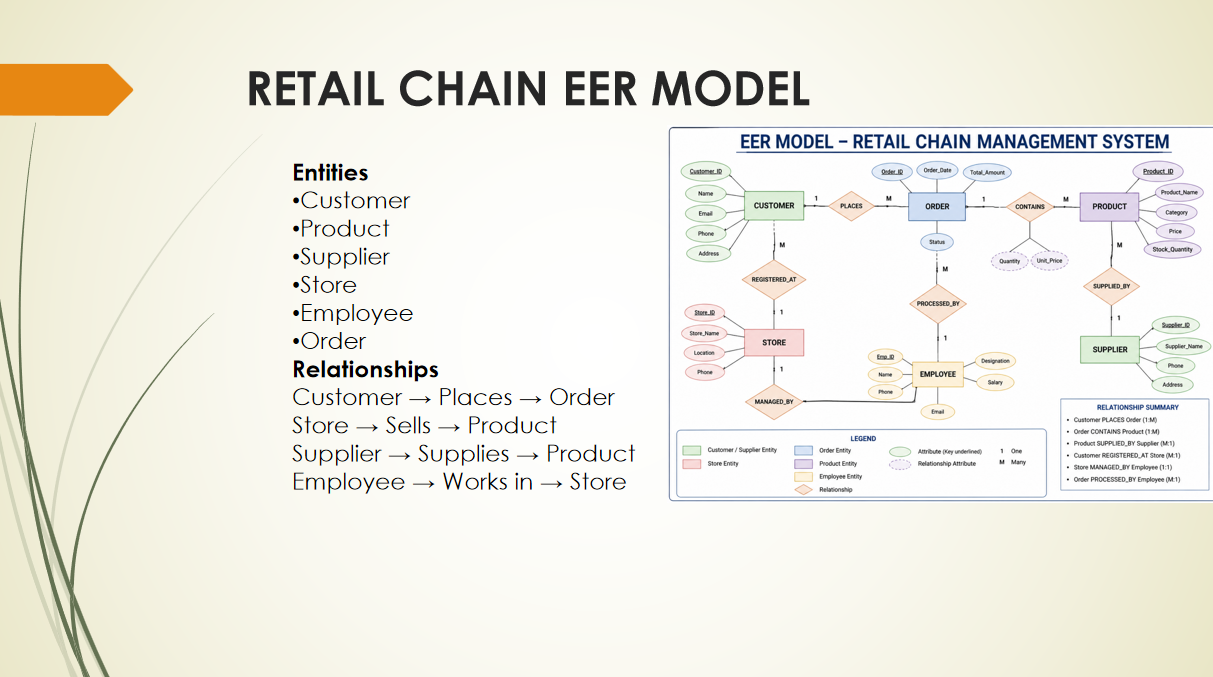 RETAIL CHAIN EER MODEL
Entities
•Customer
•Product
•Supplier
•Store
•Employee
•Order
Relationships
Customer → Places → Order
Store → Sells → Product
Supplier → Supplies → Product
Employee → Works in → Store
EER MODEL – RETAIL CHAIN MANAGEMENT SYSTEM
Customer_ID
Name
Email
Phone
Address
CUSTOMER
1
PLACES
M
Order_ID
Order_Date
Total_Amount
ORDER
Status
1
CONTAINS
M
Quantity
Unit_Price
PRODUCT
Product_ID
Product_Name
Category
Price
Stock_Quantity
M
REGISTERED_AT
1
M
PROCESSED_BY
1
M
SUPPLIED_BY
1
Store_ID
Store_Name
Location
Phone
STORE
1
MANAGED_BY
Emp_ID
Name
Phone
EMPLOYEE
Designation
Salary
Email
SUPPLIER
Supplier_ID
Supplier_Name
Phone
Address
LEGEND
Customer / Supplier Entity
Store Entity
Order Entity
Product Entity
Employee Entity
Relationship
Attribute (Key underlined)
Relationship Attribute
1 One
M Many
RELATIONSHIP SUMMARY
• Customer PLACES Order (1:M)
• Order CONTAINS Product (1:M)
• Product SUPPLIED_BY Supplier (M:1)
• Customer REGISTERED_AT Store (M:1)
• Store MANAGED_BY Employee (1:1)
• Order PROCESSED_BY Employee (M:1)